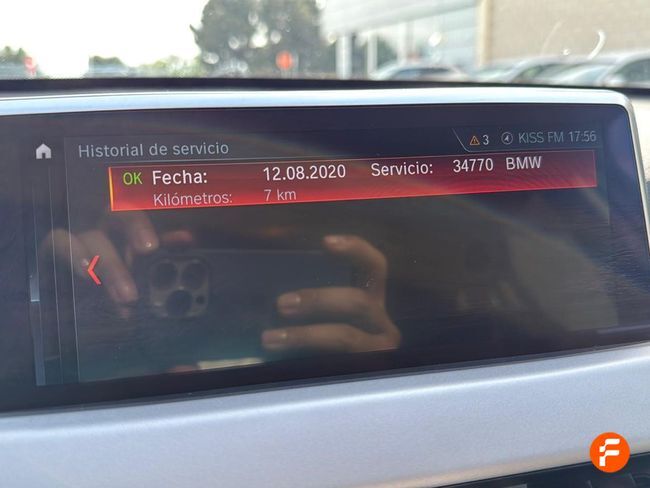 Historial de servicio
3 KISS FM 17:56
OK Fecha: 12.08.2020 Servicio: 34770 BMW
Kilómetros: 7 km